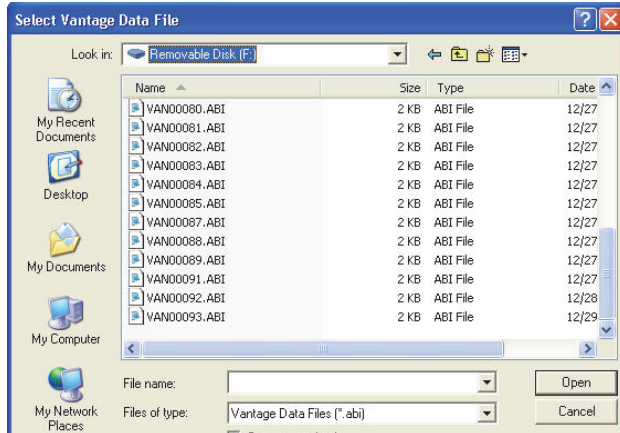 Select Vantage Data File
Look in: Removable Disk (F:)
Name Size Type Date
VAN00080.ABI 2 KB ABI File 12/27
VAN00081.ABI 2 KB ABI File 12/27
VAN00082.ABI 2 KB ABI File 12/27
VAN00083.ABI 2 KB ABI File 12/27
VAN00084.ABI 2 KB ABI File 12/27
VAN00085.ABI 2 KB ABI File 12/27
VAN00087.ABI 2 KB ABI File 12/27
VAN00088.ABI 2 KB ABI File 12/27
VAN00089.ABI 2 KB ABI File 12/27
VAN00091.ABI 2 KB ABI File 12/27
VAN00092.ABI 2 KB ABI File 12/28
VAN00093.ABI 2 KB ABI File 12/29
My Recent
Documents
Desktop
My Documents
My Computer
My Network
Places
File name: Open
Files of type: Vantage Data Files (*.abi) Cancel